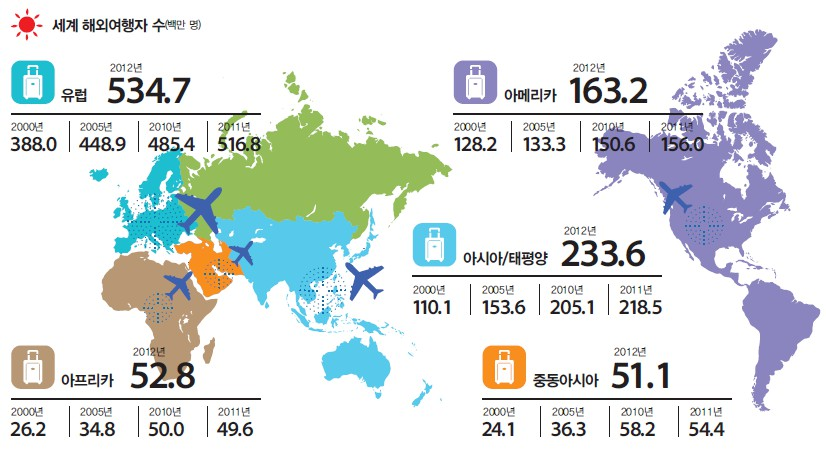 세계 해외여행자 수(백만 명)
2012년
유럽 534.7
2000년 2005년 2010년 2011년
388.0 448.9 485.4 516.8
2012년
아메리카 163.2
2000년 2005년 2010년 2011년
128.2 133.3 150.6 156.0
2012년
아시아/태평양 233.6
2000년 2005년 2010년 2011년
110.1 153.6 205.1 218.5
2012년
아프리카 52.8
2000년 2005년 2010년 2011년
26.2 34.8 50.0 49.6
2012년
중동아시아 51.1
2000년 2005년 2010년 2011년
24.1 36.3 58.2 54.4